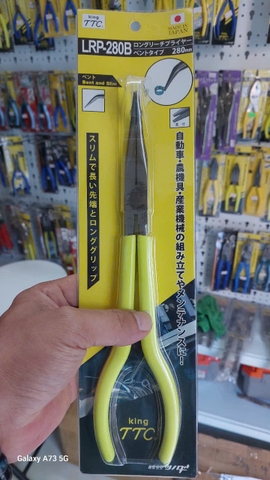 king
TTC
MADE IN
JAPAN
LRP-280B
ロングリーチプライヤー
ベントタイプ 280mm
ベント
Bent and Slim
スリムで長い先端とロンググリップ
自動車・農機具・産業機械の組み立てやメンテナンスに!
king
TTC
Galaxy A73 5G